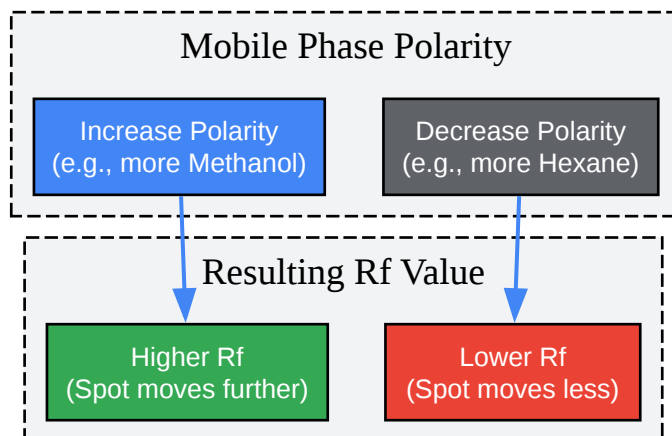 Mobile Phase Polarity
Increase Polarity
(e.g., more Methanol)
Decrease Polarity
(e.g., more Hexane)
Resulting Rf Value
Higher Rf
(Spot moves further)
Lower Rf
(Spot moves less)